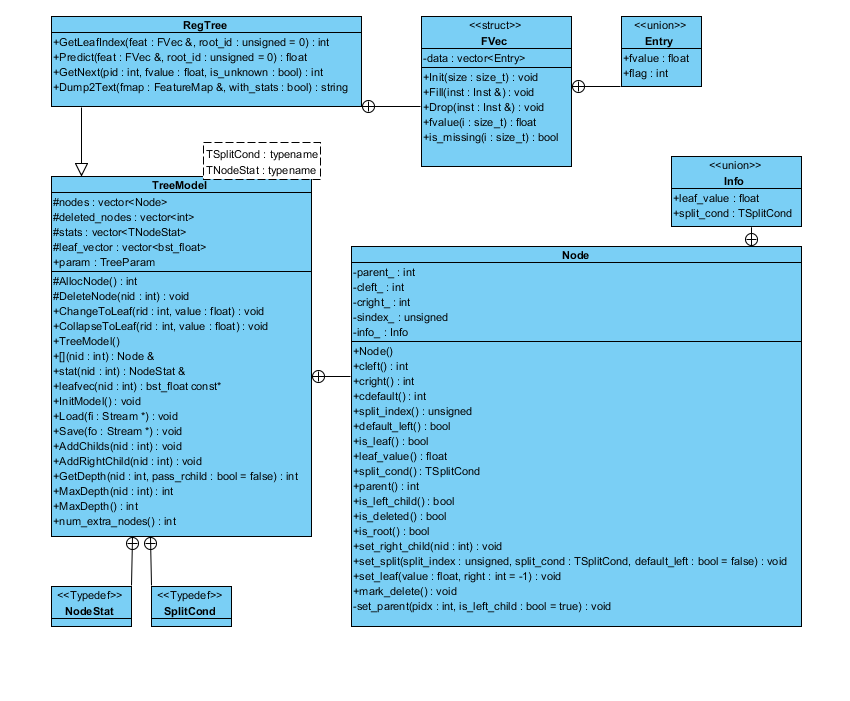 RegTree
+GetLeafIndex(feat : FVec &, root_id : unsigned = 0) : int
+Predict(feat : FVec &, root_id : unsigned = 0) : float
+GetNext(pid : int, fvalue : float, is_unknown : bool) : int
+Dump2Text(fmap : FeatureMap &, with_stats : bool) : string
<<struct>>
FVec
-data : vector<Entry>
+Init(size : size_t) : void
+Fill(inst : Inst &) : void
+Drop(inst : Inst &) : void
+fvalue(i : size_t) : float
+is_missing(i : size_t) : bool
<<union>>
Entry
+fvalue : float
+flag : int
TSplitCond : typename
TNodeStat : typename
TreeModel
#nodes : vector<Node>
#deleted_nodes : vector<int>
#stats : vector<TNodeStat>
#leaf_vector : vector<bst_float>
+param : TreeParam
#AllocNode() : int
#DeleteNode(nid : int) : void
+ChangeToLeaf(rid : int, value : float) : void
+CollapseToLeaf(rid : int, value : float) : void
+TreeModel()
+[](nid : int) : Node &
+stat(nid : int) : NodeStat &
+leafvec(nid : int) : bst_float const*
+InitModel() : void
+Load(fi : Stream *) : void
+Save(fo : Stream *) : void
+AddChilds(nid : int) : void
+AddRightChild(nid : int) : void
+GetDepth(nid : int, pass_rchild : bool = false) : int
+MaxDepth(nid : int) : int
+MaxDepth() : int
+num_extra_nodes() : int
<<union>>
Info
+leaf_value : float
+split_cond : TSplitCond
Node
-parent_ : int
-cleft_ : int
-cright_ : int
-sindex_ : unsigned
-info_ : Info
+Node()
+cleft() : int
+cright() : int
+cdefault() : int
+split_index() : unsigned
+default_left() : bool
+is_leaf() : bool
+leaf_value() : float
+split_cond() : TSplitCond
+parent() : int
+is_left_child() : bool
+is_deleted() : bool
+is_root() : bool
+set_right_child(nid : int) : void
+set_split(split_index : unsigned, split_cond : TSplitCond, default_left : bool = false) : void
+set_leaf(value : float, right : int = -1) : void
+mark_delete() : void
-set_parent(pidx : int, is_left_child : bool = true) : void
<<Typedef>>
NodeStat
<<Typedef>>
SplitCond